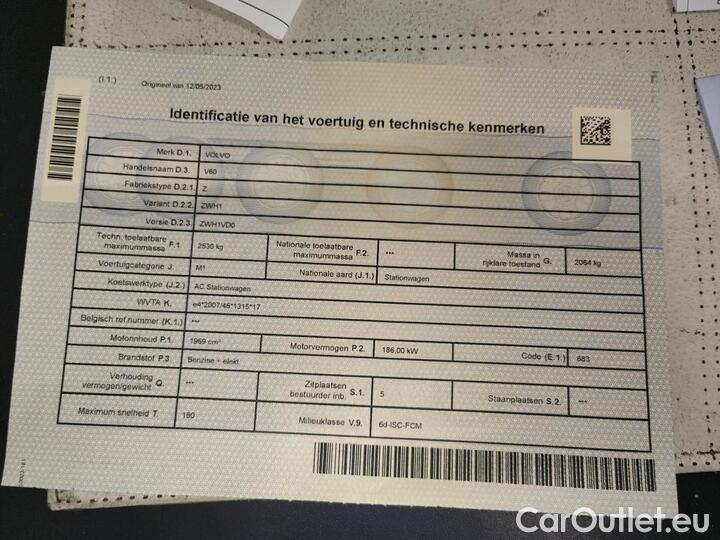 (I.1.)
Origineel van 12/05/2023
Identificatie van het voertuig en technische kenmerken
Merk D.1. VOLVO
Handelsnaam D.3. V60
Fabriekstype D.2.1. Z
Variant D.2.2. ZWH1
Versie D.2.3. ZWH1VD0
Techn. toelaatbare maximummassa F.1. 2530 kg Nationale toelaatbare maximummassa F.2. *** Massa in rijklare toestand G. 2064 kg
Voertuigcategorie J. M1 Nationale aard (J.1.) Stationwagen
Koetswerktype (J.2.) AC Stationwagen
WVTA K. e4*2007/46*1315*17
Belgisch ref.nummer (K.1.) ***
Motorinhoud P.1. 1969 cm³ Motorvermogen P.2. 186,00 kW Code (E.1.) 683
Brandstof P.3. Benzine + elekt.
Verhouding vermogen/gewicht Q. *** Zitplaatsen bestuurder inb. S.1. 5 Staanplaatsen S.2. ***
Maximum snelheid T. 180 Milieuklasse V.9. 6d-ISC-FCM
CarOutlet.eu